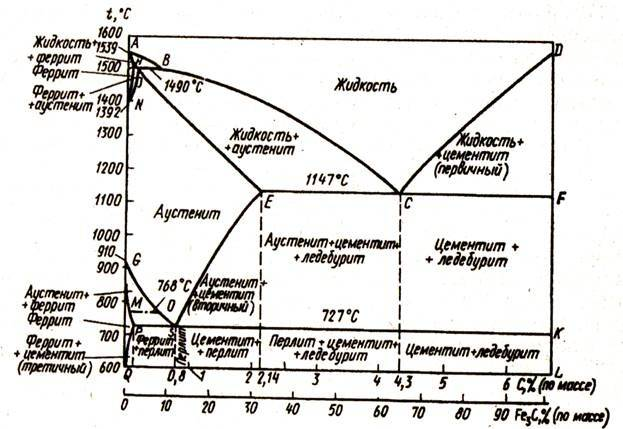 t,°C
1600
1539
1500
1400
1392
1300
1200
1100
1000
910
900
800
700
600
A
B
D
H
J
N
Жидкость+
+феррит
Феррит
Феррит+
+аустенит
1490°C
Жидкость
Жидкость+
+аустенит
Жидкость+
+цементит
(первичный)
1147°C
E
C
F
Аустенит
Аустенит+цементит+
+ледебурит
Цементит +
+ ледебурит
G
768°C
M
O
Аустенит +
+цементит
(вторичный)
727°C
Аустенит+
+феррит
Феррит
P
S
K
Феррит +
+ цементит
(третичный)
Феррит+
+перлит
Перлит
Цементит+
+ перлит
Перлит + цементит+
+ледебурит
Цементит+ледебурит
Q
L
0
0,8
1
2
2,14
3
4
4,3
5
6
C,% (по массе)
0
10
20
30
40
50
60
70
80
90
Fe₃C,% (по массе)